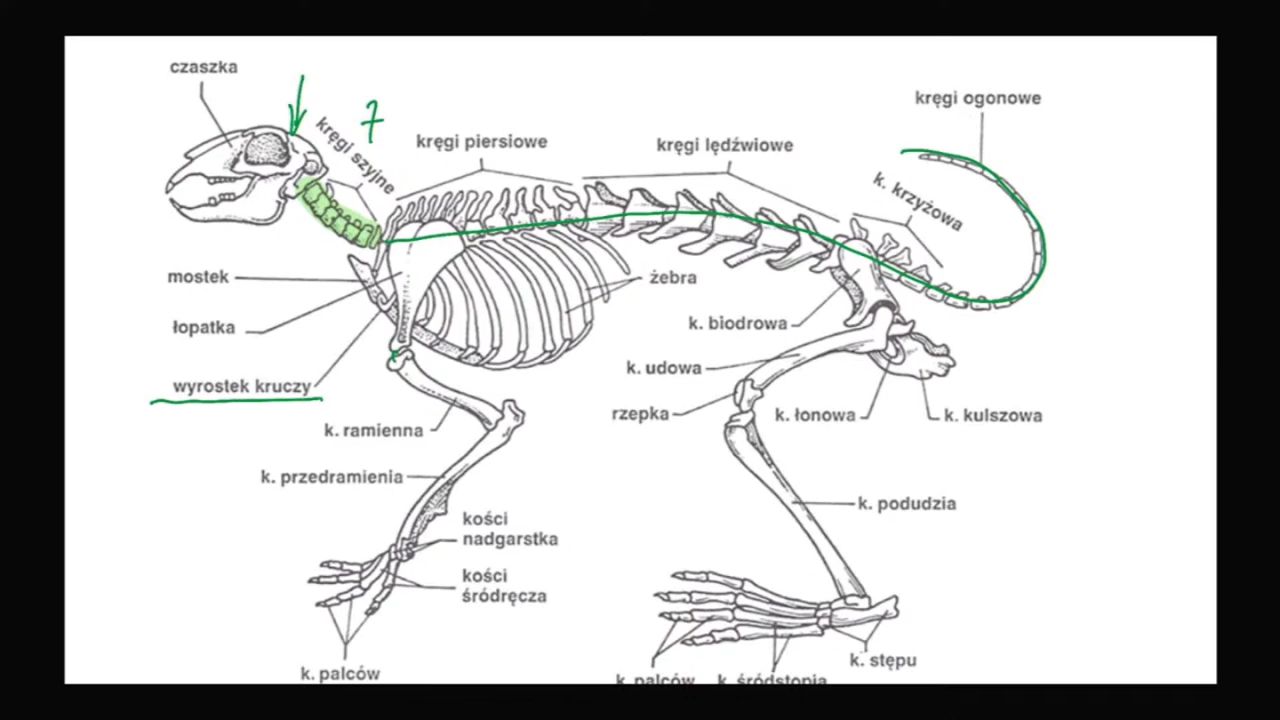 czaszka
7
kręgi szyjne
kręgi piersiowe
kręgi lędźwiowe
kręgi ogonowe
k. krzyżowa
mostek
żebra
łopatka
k. biodrowa
wyrostek kruczy
k. udowa
rzepka
k. łonowa
k. kulszowa
k. ramienna
k. przedramienia
k. podudzia
kości
nadgarstka
kości
śródręcza
k. palców
k. stępu
k. palców
k. śródstopia